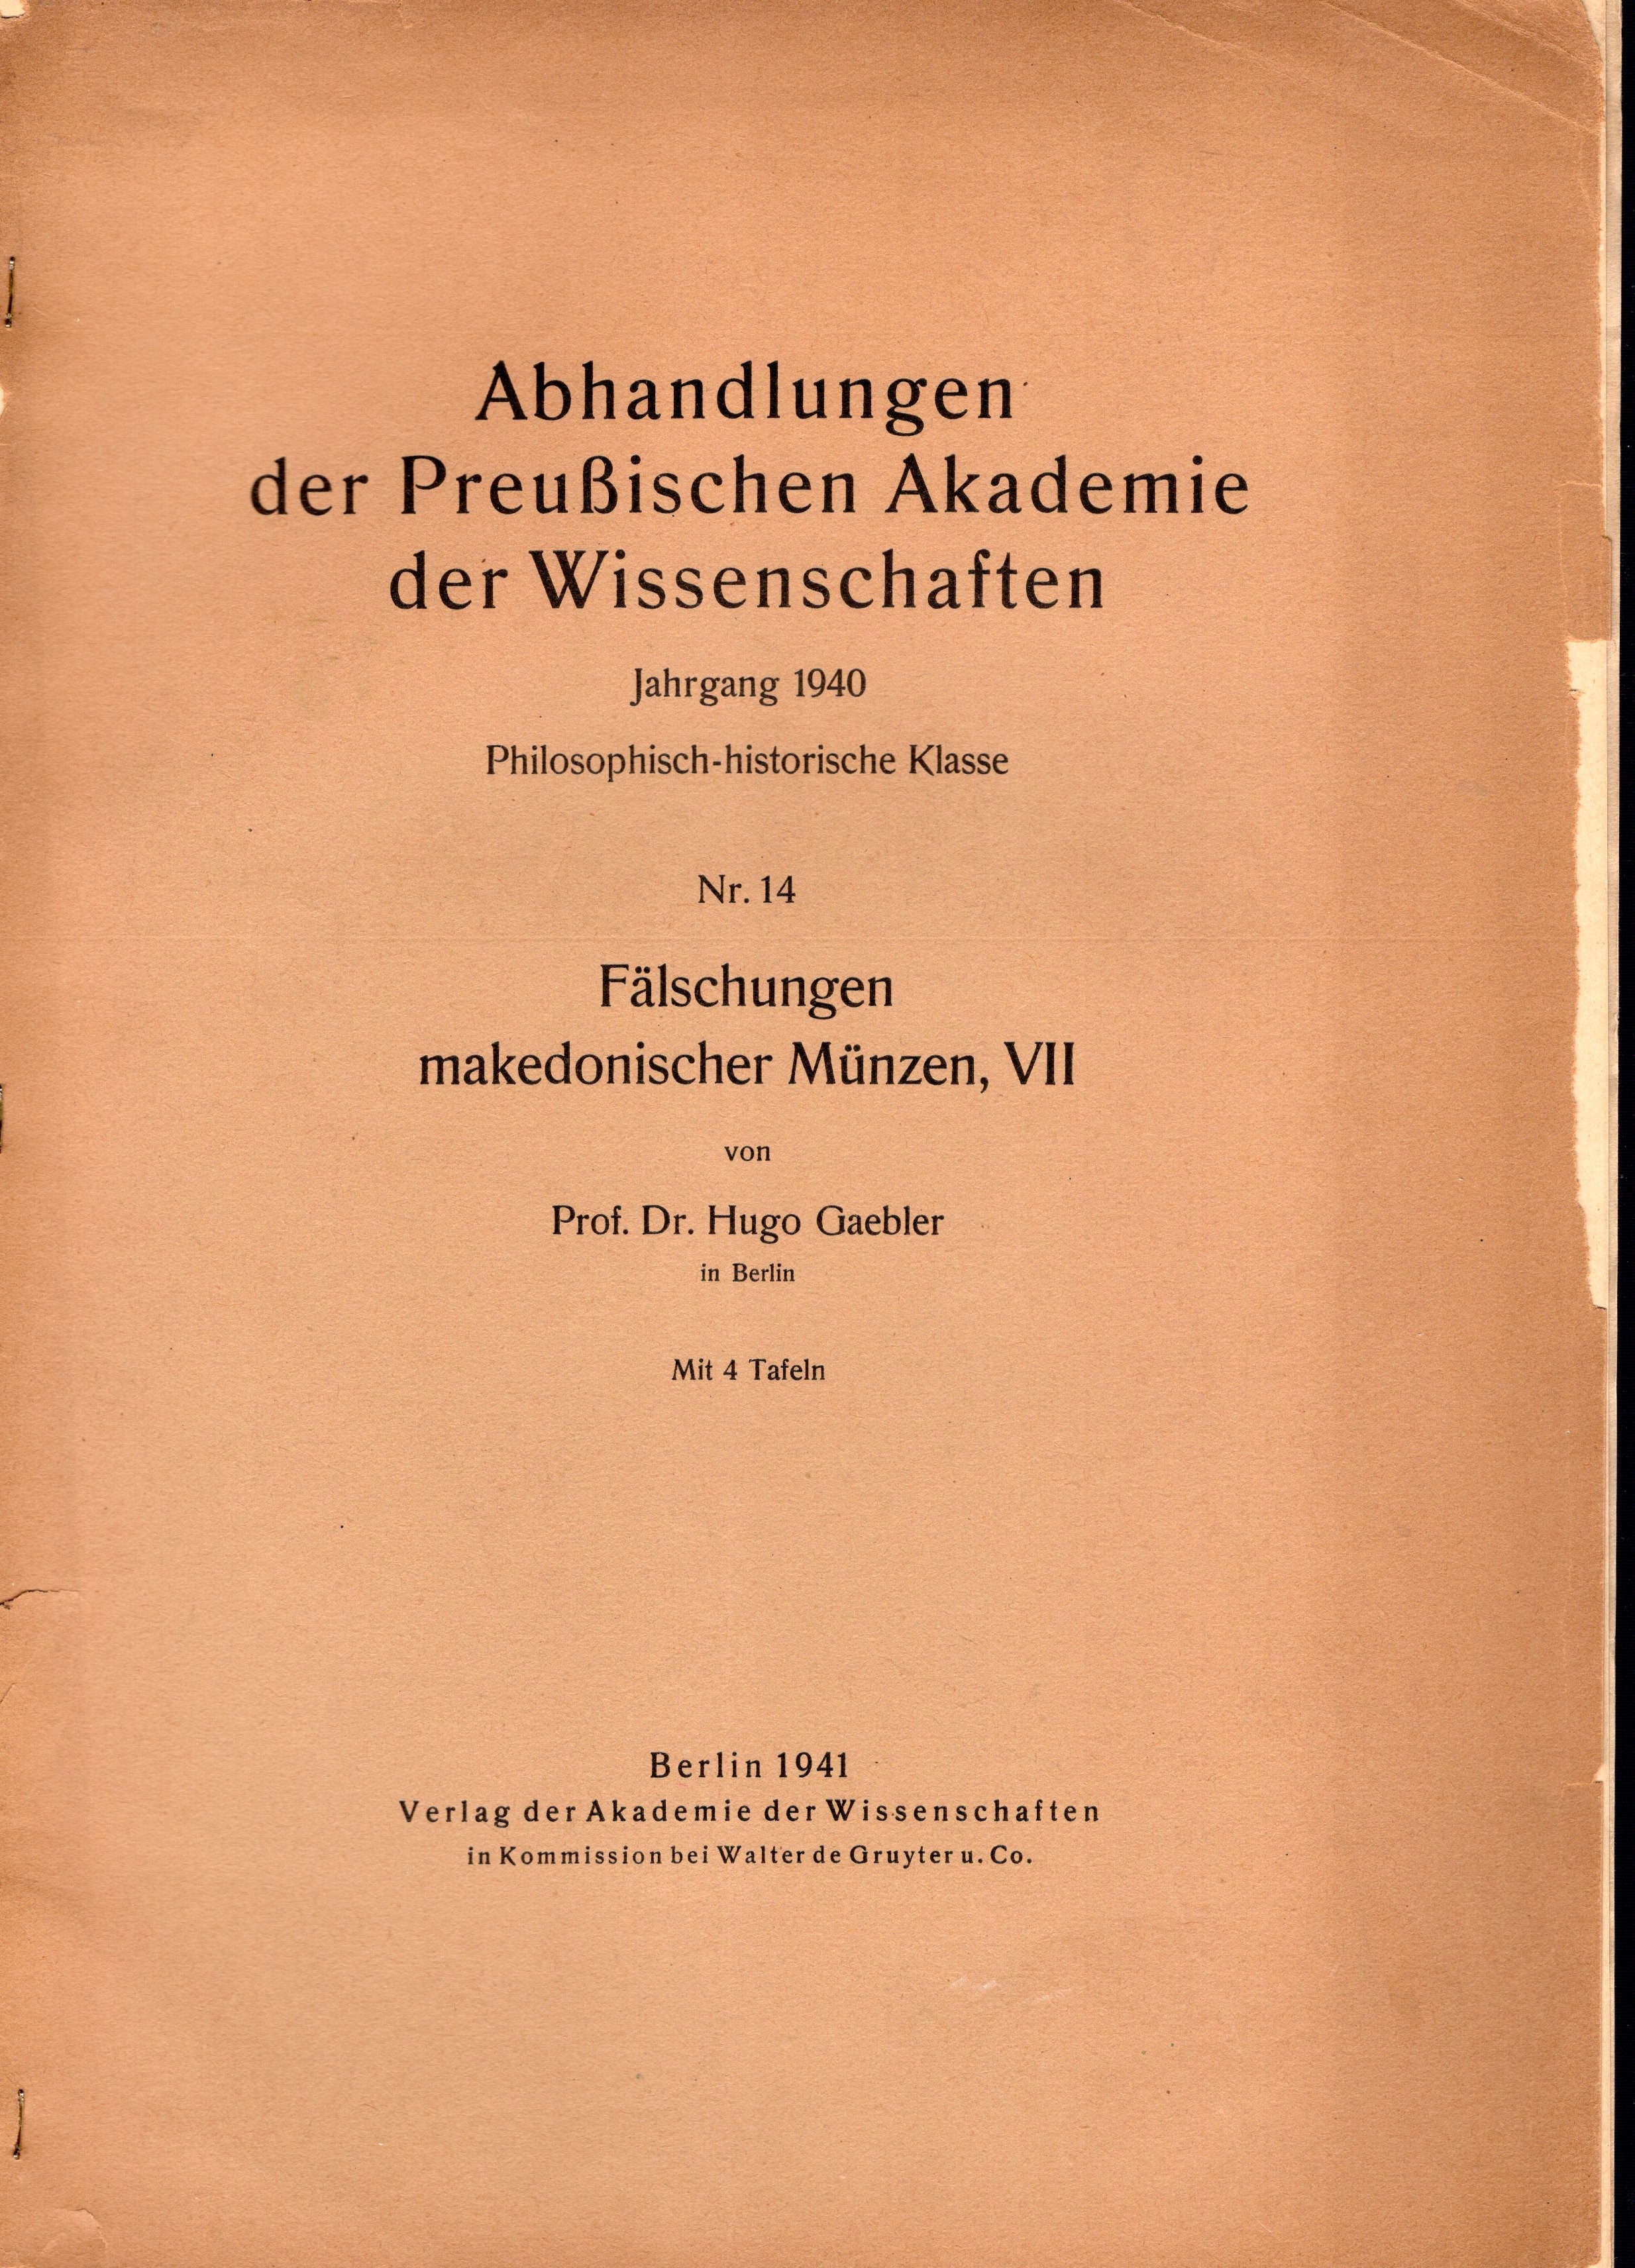 Abhandlungen
der Preußischen Akademie
der Wissenschaften
Jahrgang 1940
Philosophisch-historische Klasse
Nr. 14
Fälschungen
makedonischer Münzen, VII
von
Prof. Dr. Hugo Gaebler
in Berlin
Mit 4 Tafeln
Berlin 1941
Verlag der Akademie der Wissenschaften
in Kommission bei Walter de Gruyter u. Co.